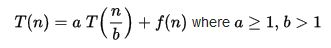 T(n) = a T(n/b) + f(n) where a ≥ 1, b > 1